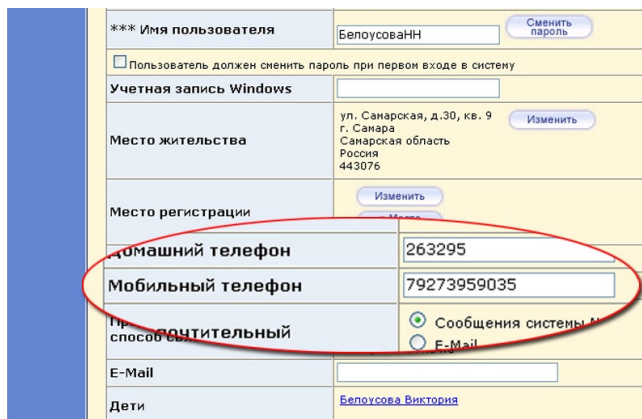 *** Имя пользователя
БелоусоваНН
Сменить
пароль
Пользователь должен сменить пароль при первом входе в систему
Учетная запись Windows
Место жительства
ул. Самарская, д.30, кв. 9
г. Самара
Самарская область
Россия
443076
Изменить
Место регистрации
Изменить
Домашний телефон
263295
Мобильный телефон
79273959035
Сообщения системы
способ
E-Mail
E-Mail
Дети
Белоусова Виктория